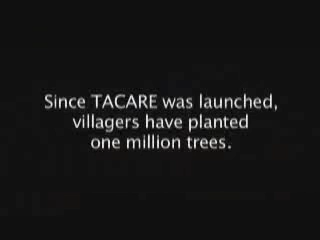 Since TACARE was launched,
villagers have planted
one million trees.